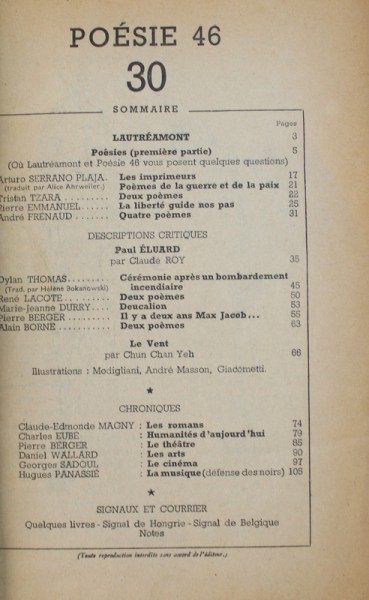 POÉSIE 46
30
SOMMAIRE
Pages
LAUTRÉAMONT 3
Poèsies (première partie) 5
(Où Lautréamont et Poésie 46 vous posent quelques questions)
Arturo SERRANO PLAJA. Les imprimeurs 17
(traduit par Alice Ahrweiler.) Poèmes de la guerre et de la paix 21
Tristan TZARA ......... Deux poèmes 22
Pierre EMMANUEL...... La liberté guide nos pas 25
André FRÉNAUD ...... Quatre poèmes 31
DESCRIPTIONS CRITIQUES
Paul ÉLUARD
par Claude ROY 35
Dylan THOMAS......... Cérémonie après un bombardement
(Trad. par Hélène Bokanowski) incendiaire 45
René LACOTE......... Deux poèmes 50
Marie-Jeanne DURRY.... Deucalion 53
Pierre BERGER ........ Il y a deux ans Max Jacob... 55
Alain BORNE .......... Deux poèmes 63
Le Vent
par Chun Chan Yeh 66
Illustrations : Modigliani, André Masson, Giacometti.
CHRONIQUES
Claude-Edmonde MAGNY : Les romans 74
Charles EUBE : Humanités d'aujourd'hui 79
Pierre BERGER : Le théâtre 85
Daniel WALLARD : Les arts 90
Georges SADOUL : Le cinéma 97
Hugues PANASSIÉ : La musique (défense des noirs) 105
SIGNAUX ET COURRIER
Quelques livres - Signal de Hongrie - Signal de Belgique
Notes
(Toute reproduction interdite sans accord de l'éditeur.)